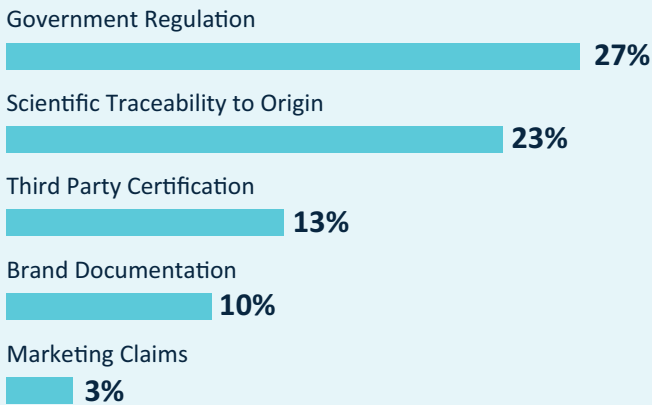 Government Regulation
27%
Scientific Traceability to Origin
23%
Third Party Certification
13%
Brand Documentation
10%
Marketing Claims
3%